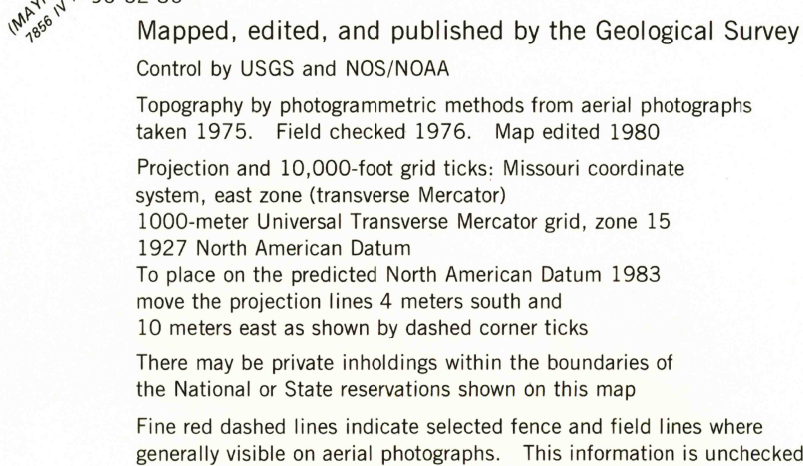 7856 IV
Mapped, edited, and published by the Geological Survey
Control by USGS and NOS/NOAA
Topography by photogrammetric methods from aerial photographs
taken 1975. Field checked 1976. Map edited 1980
Projection and 10,000-foot grid ticks: Missouri coordinate
system, east zone (transverse Mercator)
1000-meter Universal Transverse Mercator grid, zone 15
1927 North American Datum
To place on the predicted North American Datum 1983
move the projection lines 4 meters south and
10 meters east as shown by dashed corner ticks
There may be private inholdings within the boundaries of
the National or State reservations shown on this map
Fine red dashed lines indicate selected fence and field lines where
generally visible on aerial photographs. This information is unchecked